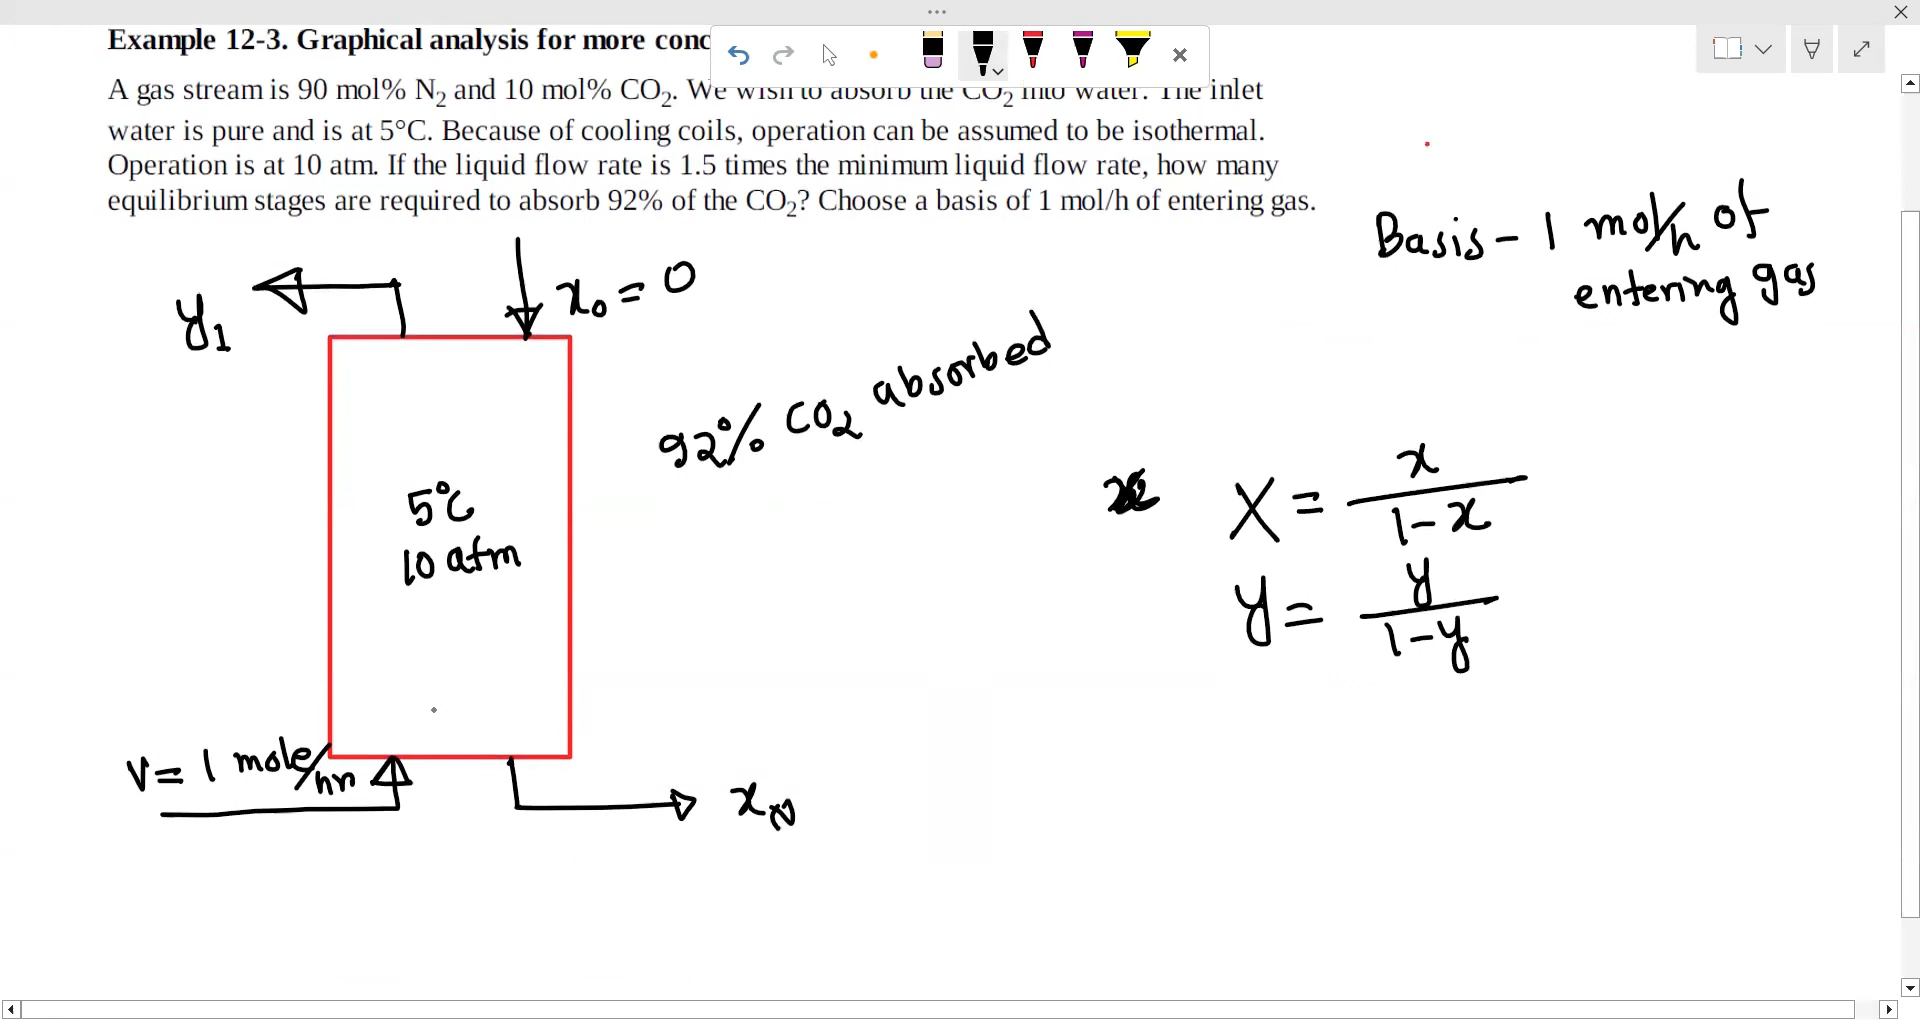 Example 12-3. Graphical analysis for more conc
A gas stream is 90 mol% N2 and 10 mol% CO2. We wish to absorb the CO2 into water. The inlet
water is pure and is at 5°C. Because of cooling coils, operation can be assumed to be isothermal.
Operation is at 10 atm. If the liquid flow rate is 1.5 times the minimum liquid flow rate, how many
equilibrium stages are required to absorb 92% of the CO2? Choose a basis of 1 mol/h of entering gas.
Basis - 1 mol/h of
entering gas
y1
x0 = 0
92% CO2 absorbed
5°C
10 atm
X = x / 1-x
Y = y / 1-y
V = 1 mole/hr
xN